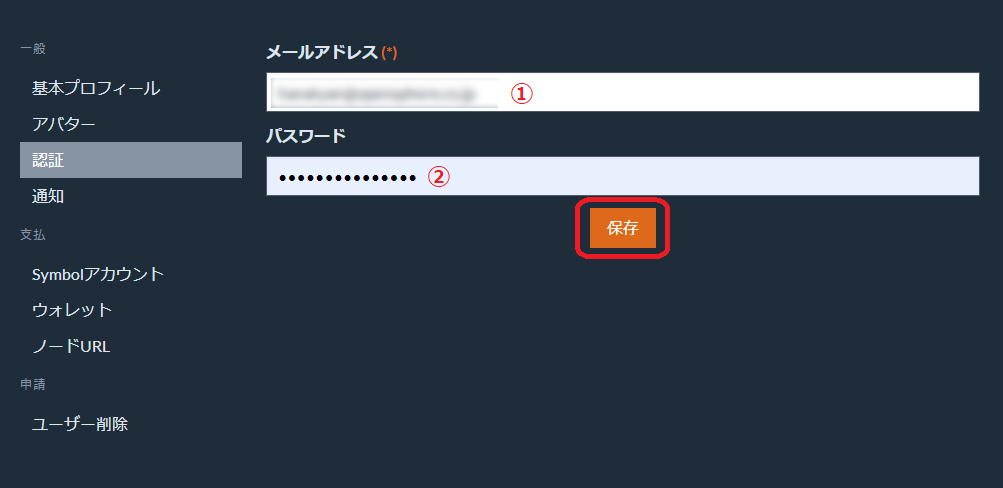 一般
基本プロフィール
アバター
認証
通知
支払
Symbolアカウント
ウォレット
ノードURL
申請
ユーザー削除
メールアドレス(*)
①
パスワード
••••••••••••••• ②
保存